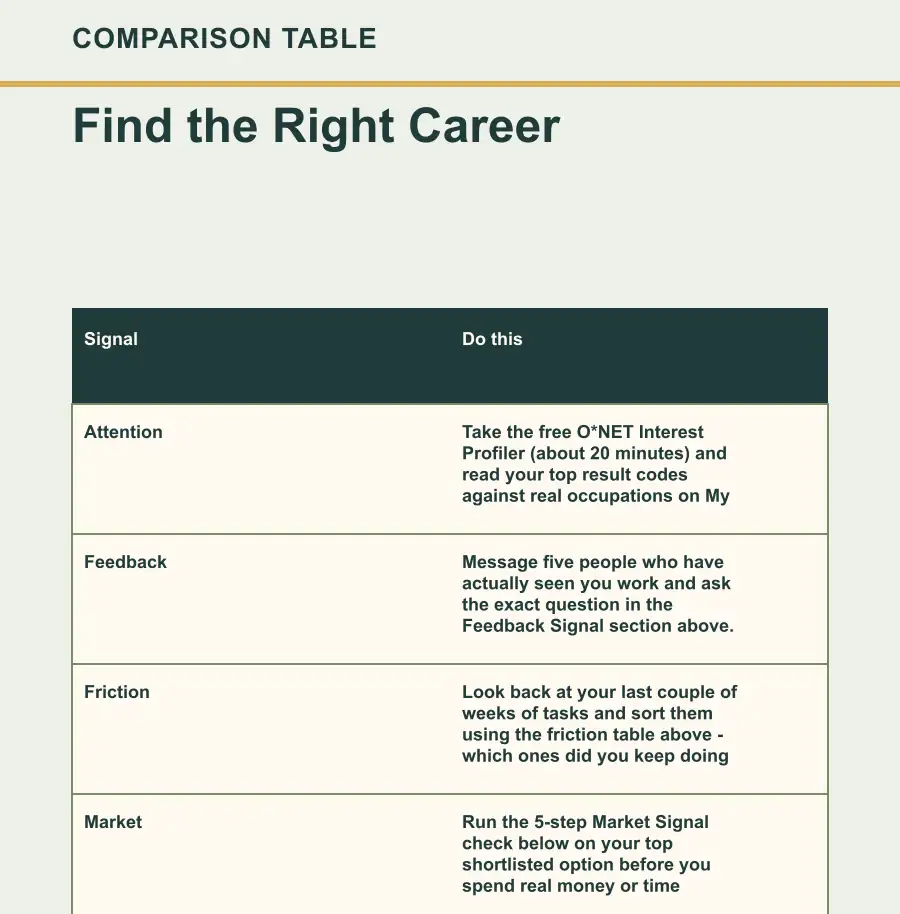 COMPARISON TABLE
Find the Right Career
Signal
Do this
Attention
Take the free O*NET Interest
Profiler (about 20 minutes) and
read your top result codes
against real occupations on My
Feedback
Message five people who have
actually seen you work and ask
the exact question in the
Feedback Signal section above.
Friction
Look back at your last couple of
weeks of tasks and sort them
using the friction table above -
which ones did you keep doing
Market
Run the 5-step Market Signal
check below on your top
shortlisted option before you
spend real money or time